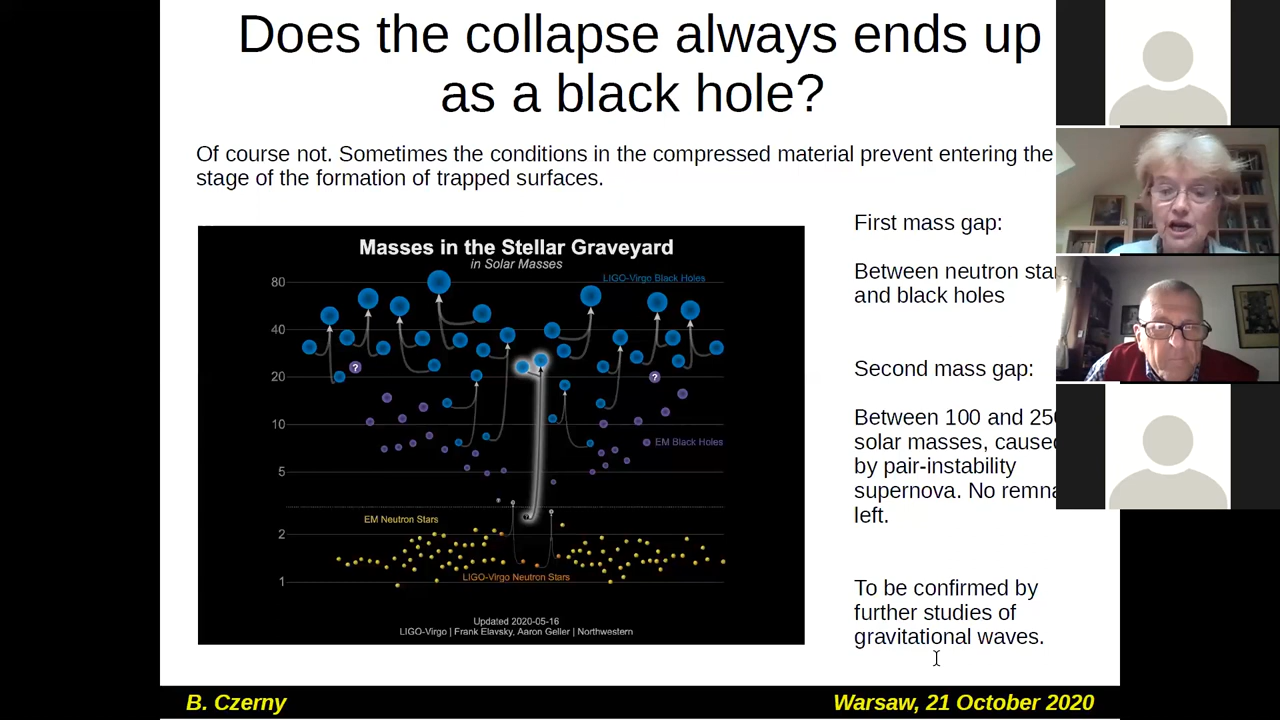 Does the collapse always ends up
as a black hole?
Of course not. Sometimes the conditions in the compressed material prevent entering the
stage of the formation of trapped surfaces.
Masses in the Stellar Graveyard
in Solar Masses
LIGO-Virgo Black Holes
80
40
?
?
20
10
EM Black Holes
5
EM Neutron Stars
2
LIGO-Virgo Neutron Stars
1
Updated 2020-05-16
LIGO-Virgo | Frank Elavsky, Aaron Geller | Northwestern
First mass gap:
Between neutron star
and black holes
Second mass gap:
Between 100 and 25
solar masses, caused
by pair-instability
supernova. No remna
left.
To be confirmed by
further studies of
gravitational waves.
B. Czerny
Warsaw, 21 October 2020